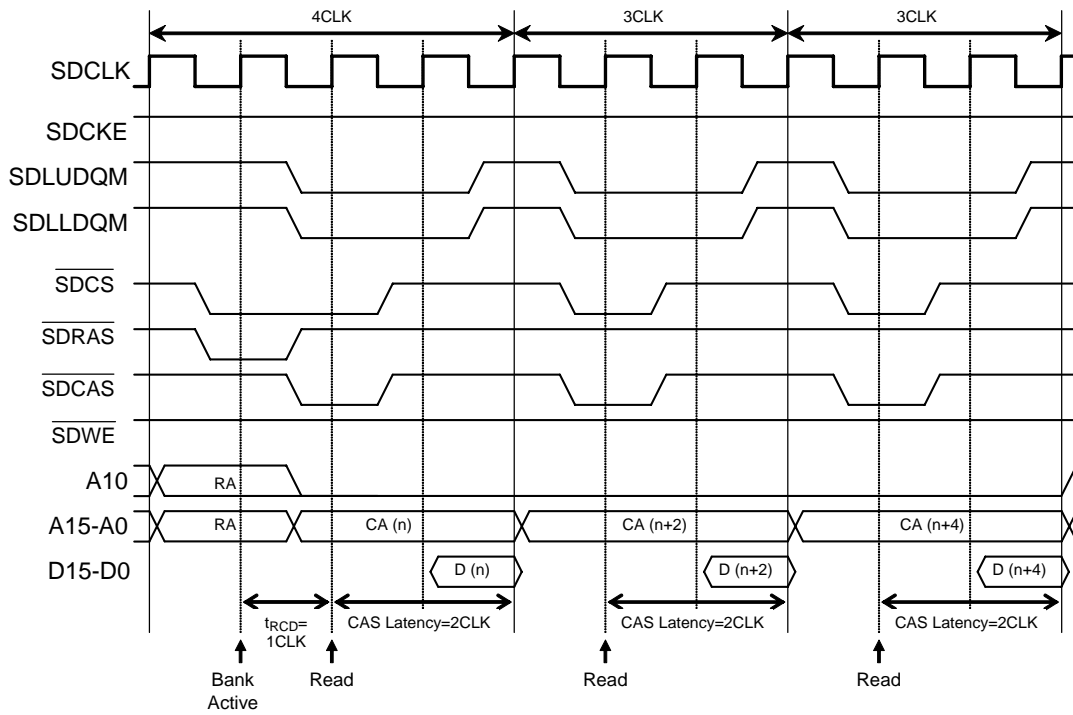 4CLK 3CLK 3CLK
SDCLK
SDCKE
SDLUDQM
SDLLDQM
SDCS
SDRAS
SDCAS
SDWE
A10 RA
A15-A0 RA CA (n) CA (n+2) CA (n+4)
D15-D0 D (n) D (n+2) D (n+4)
tRCD= CAS Latency=2CLK CAS Latency=2CLK CAS Latency=2CLK
1CLK
Bank Read Read Read
Active